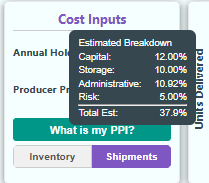 Cost Inputs
Estimated Breakdown
Capital: 12.00%
Annual Hol
Storage: 10.00%
Administrative: 10.92%
Producer Pr
Risk: 5.00%
Total Est: 37.9%
What is my PPI?
Inventory Shipments
Units Delivered